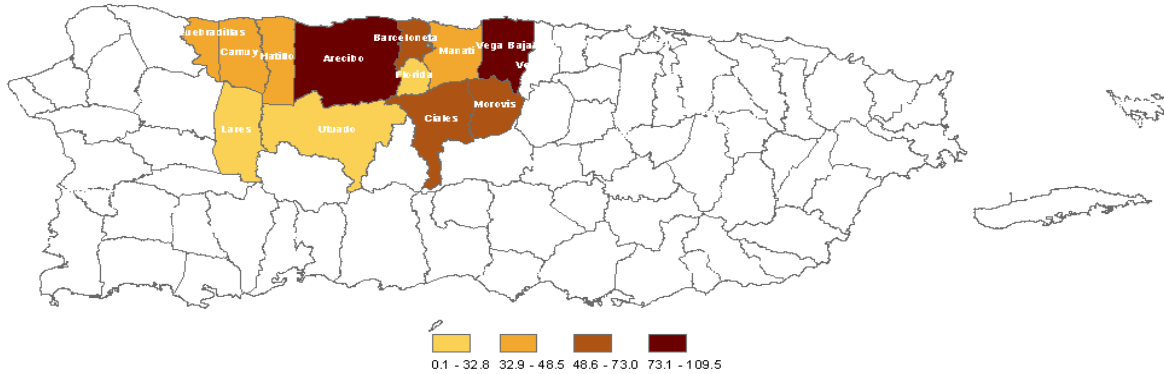 uebradillas
Camuy
Hatillo
Arecibo
Barceloneta
Florida
Manatí
Vega Baja
Ve
Lares
Utuado
Ciales
Morovis
0.1 - 32.8 32.9 - 48.5 48.6 - 73.0 73.1 - 109.5